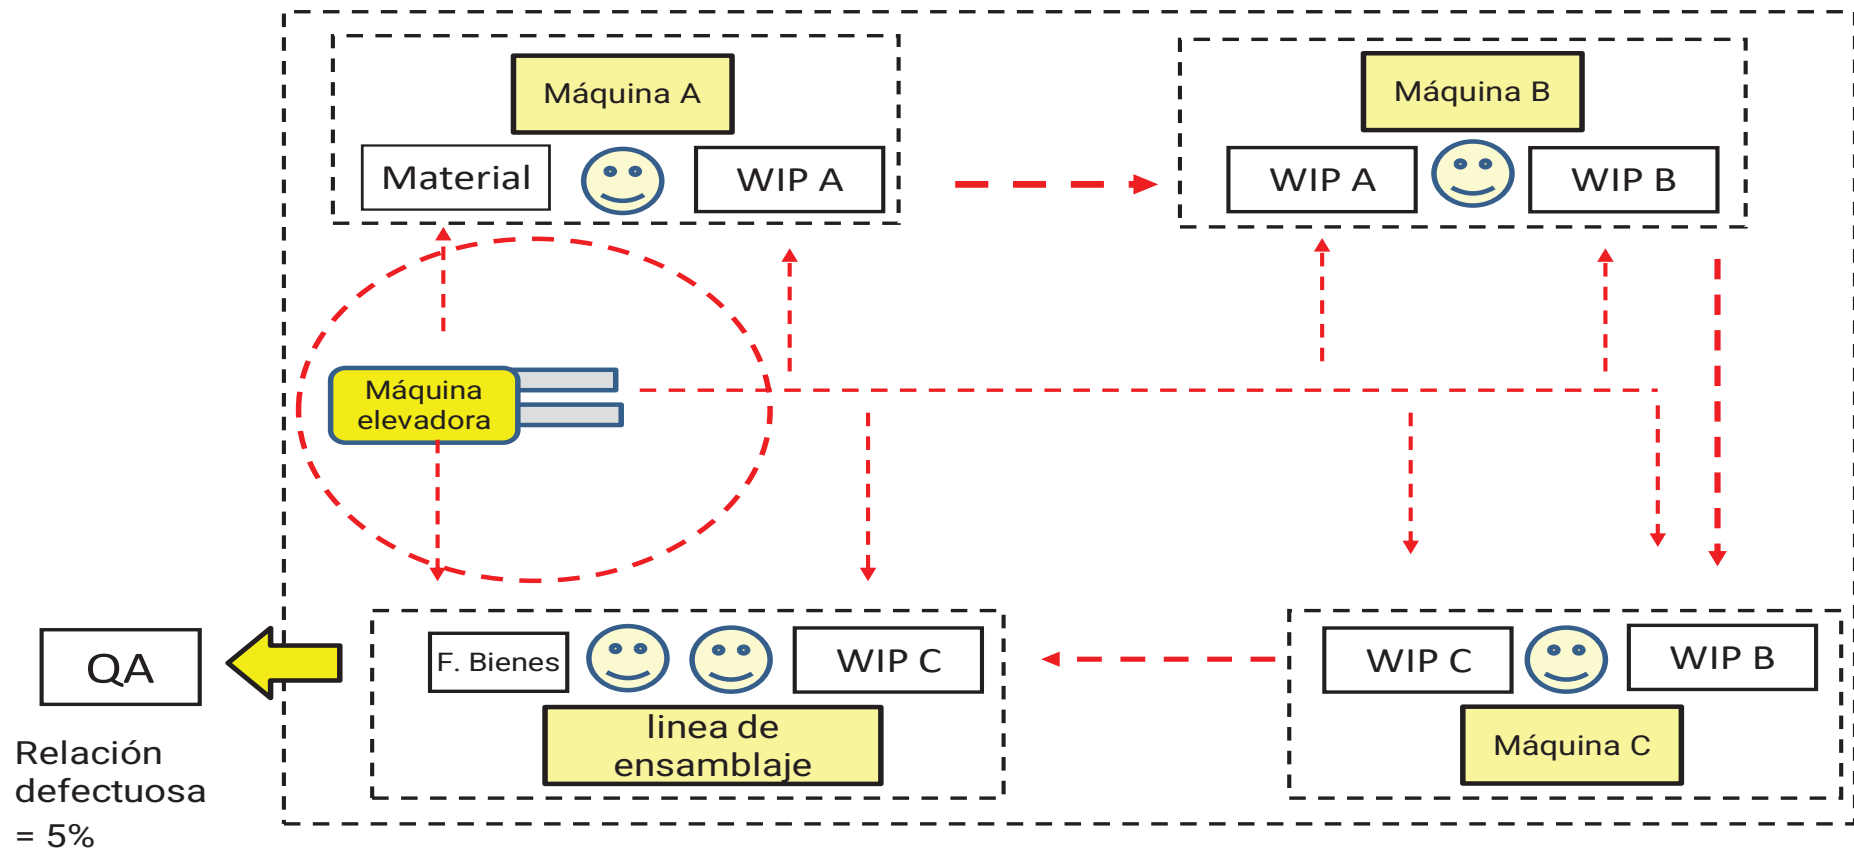 Máquina A
Máquina B
Material
WIP A
WIP A
WIP B
Máquina
elevadora
QA
F. Bienes
WIP C
WIP C
WIP B
linea de
ensamblaje
Máquina C
Relación
defectuosa
= 5%